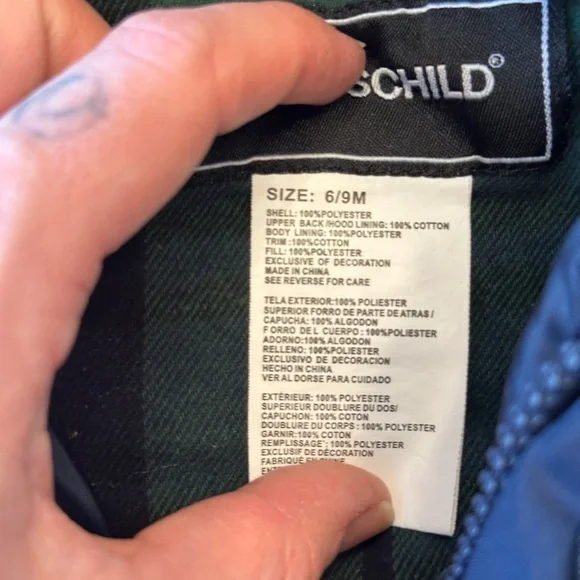 SCHILD®
SIZE: 6/9M
SHELL: 100%POLYESTER
UPPER BACK/HOOD LINING: 100% COTTON
BODY LINING: 100%POLYESTER
TRIM :100%COTTON
FILL: 100%POLYESTER
EXCLUSIVE OF DECORATION
MADE IN CHINA
SEE REVERSE FOR CARE
TELA EXTERIOR:100% POLIESTER
SUPERIOR FORRO DE PARTE DE ATRAS /
CAPUCHA: 100% ALGODON
FORRO DEL CUERPO :100%POLIESTER
ADORNO:100% ALGODON
RELLENO: 100%POLIESTER
EXCLUSIVO DE DECORACION
HECHO IN CHINA
VER AL DORSE PARA CUIDADO
EXTÉRIEUR: 100% POLYESTER
SUPERIEUR DOUBLURE DU DOS/
CAPUCHON: 100% COTON
DOUBLURE DU CORPS : 100% POLYESTER
GARNIR:100% COTON
REMPLISSAGE: 100% POLYESTER
EXCLUSIF DE DÉCORATION
FABRIQUÉ EN CHINE